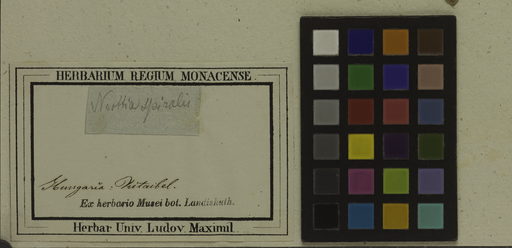 HERBARIUM REGIUM MONACENSE.
Neottia spiralis
Hungaria: Kitaibel.
Ex herbario Musei bot. Landishuth.
Herbar. Univ. Ludov. Maximil.